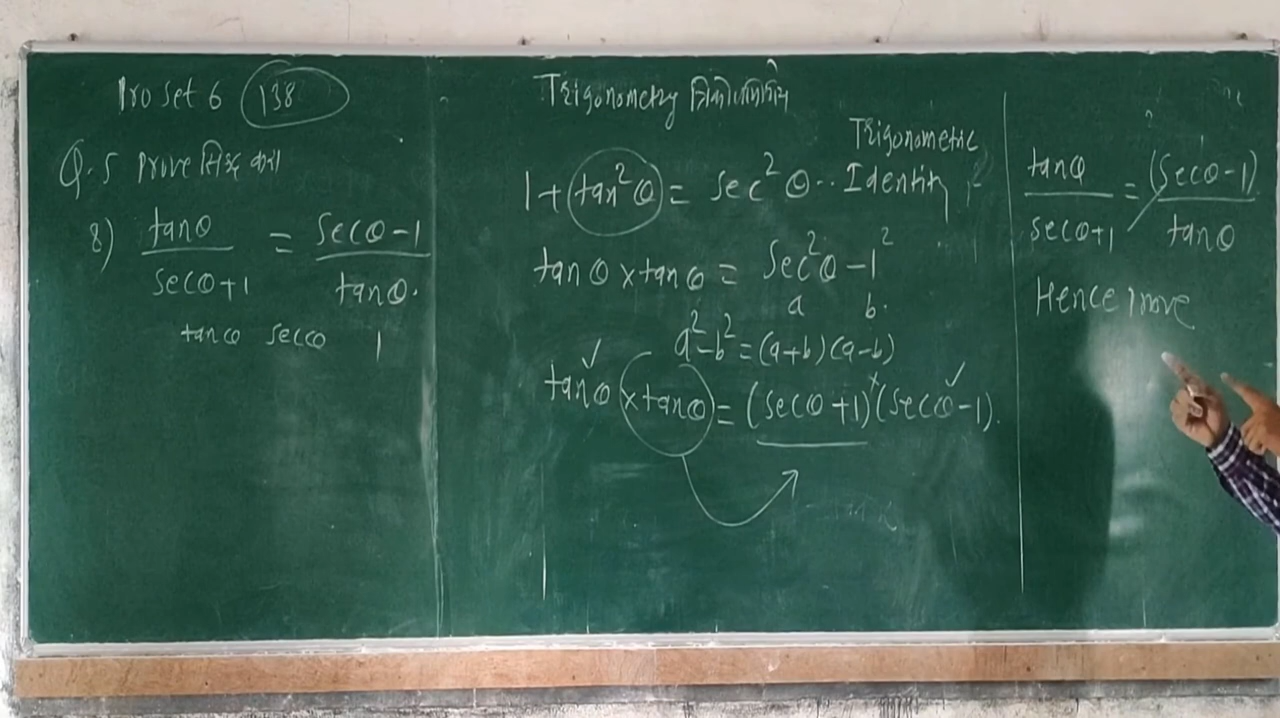 Pro set 6 138
Q.5 Prove सिद्ध करा
8) tanθ / secθ+1 = secθ-1 / tanθ.
tanθ secθ 1
Trigonometry त्रिकोणमिती
Trigonometric
1 + tan²θ = sec²θ .. Identity
tanθ × tanθ = sec²θ - 1²
a b.
a² - b² = (a+b)(a-b)
tanθ × tanθ = (secθ + 1) × (secθ - 1).
tanθ / secθ+1 = (secθ-1) / tanθ
Hence prove